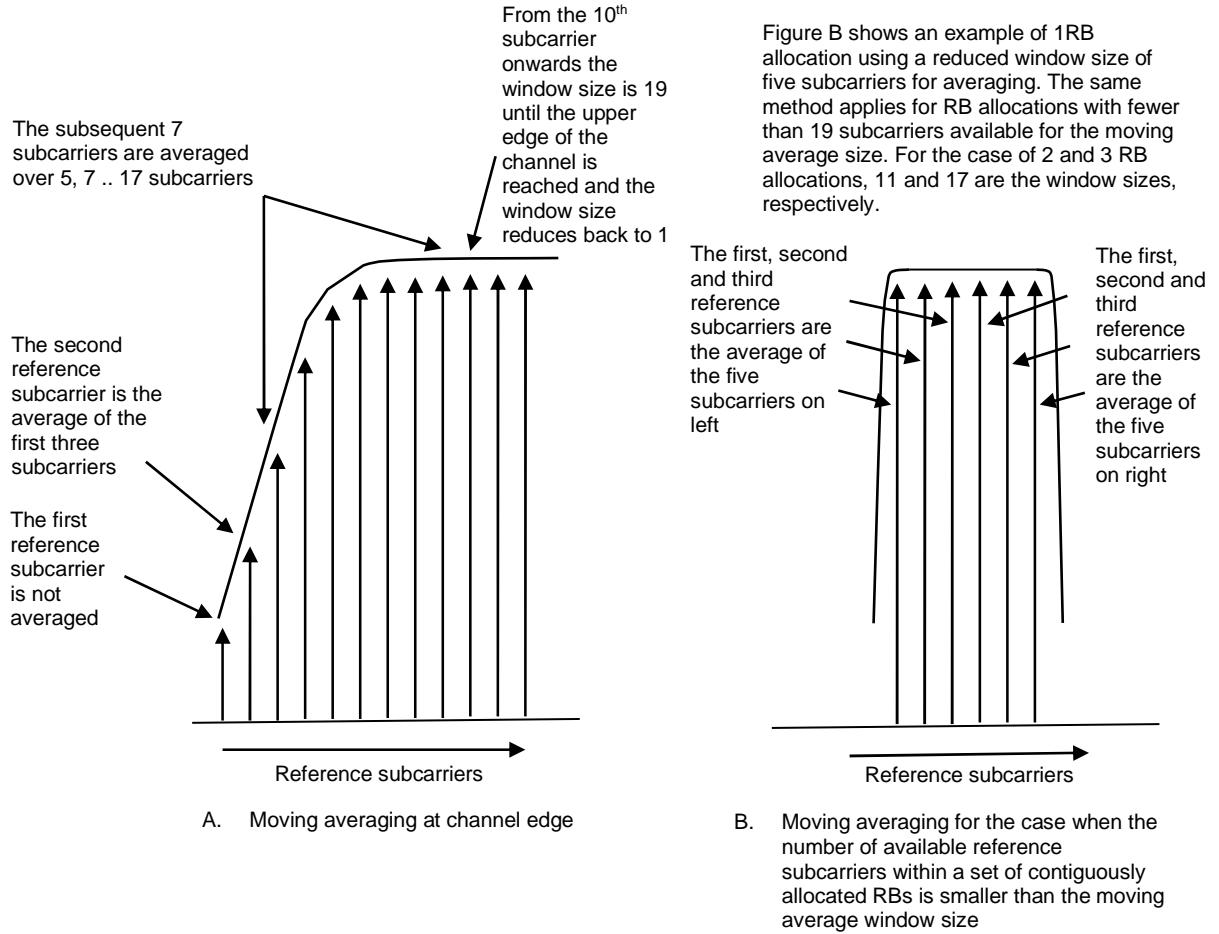 From the 10th
subcarrier
onwards the
window size is 19
until the upper
edge of the
channel is
reached and the
window size
reduces back to 1
The subsequent 7
subcarriers are averaged
over 5, 7 .. 17 subcarriers
The second
reference
subcarrier is the
average of the
first three
subcarriers
The first
reference
subcarrier
is not
averaged
Reference subcarriers
A. Moving averaging at channel edge
Figure B shows an example of 1RB
allocation using a reduced window size of
five subcarriers for averaging. The same
method applies for RB allocations with fewer
than 19 subcarriers available for the moving
average size. For the case of 2 and 3 RB
allocations, 11 and 17 are the window sizes,
respectively.
The first, second
and third
reference
subcarriers are
the average of
the five
subcarriers on
left
The first,
second and
third
reference
subcarriers
are the
average of
the five
subcarriers
on right
Reference subcarriers
B. Moving averaging for the case when the
number of available reference
subcarriers within a set of contiguously
allocated RBs is smaller than the moving
average window size